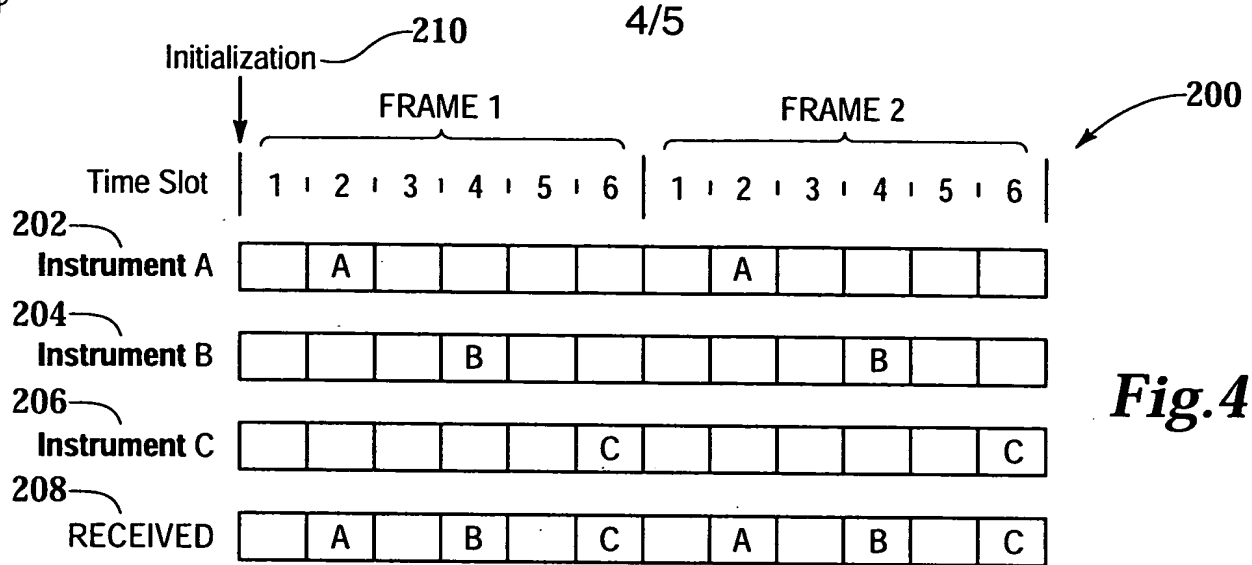 4/5
210
Initialization
200
FRAME 1 FRAME 2
Time Slot 1 2 3 4 5 6 1 2 3 4 5 6
202
Instrument A A A
204
Instrument B B B
206
Instrument C C C
208
RECEIVED A B C A B C
Fig.4